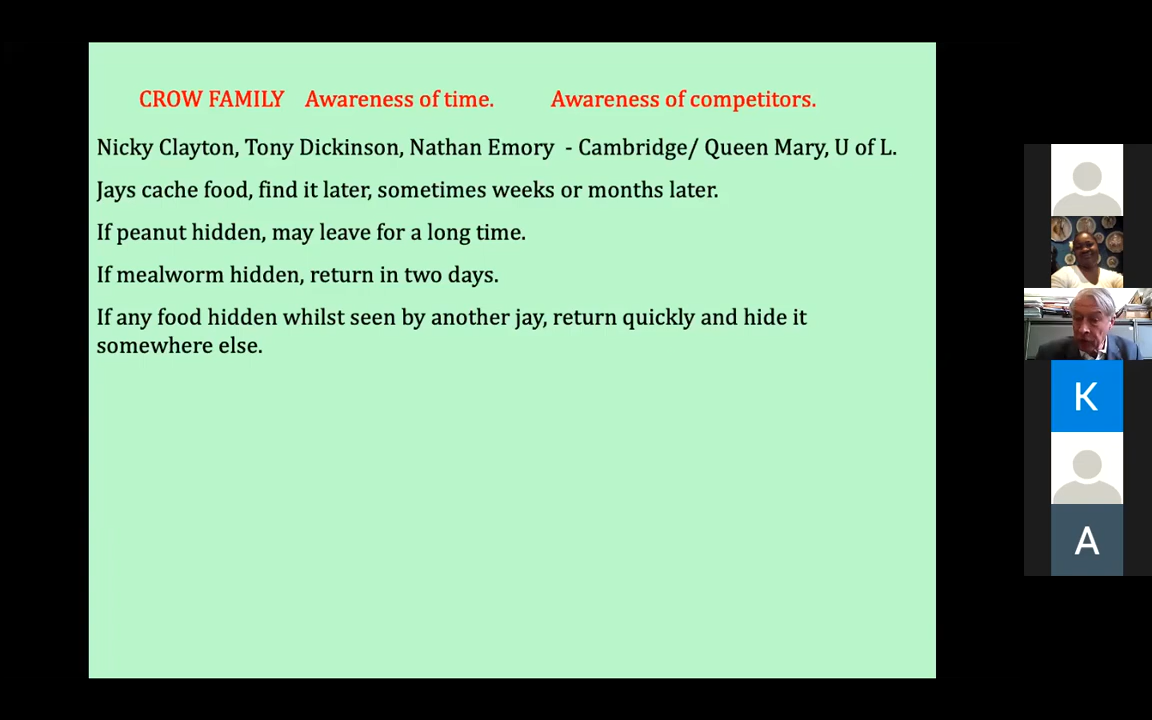 CROW FAMILY Awareness of time. Awareness of competitors.
Nicky Clayton, Tony Dickinson, Nathan Emory - Cambridge/ Queen Mary, U of L.
Jays cache food, find it later, sometimes weeks or months later.
If peanut hidden, may leave for a long time.
If mealworm hidden, return in two days.
If any food hidden whilst seen by another jay, return quickly and hide it
somewhere else.
K
A